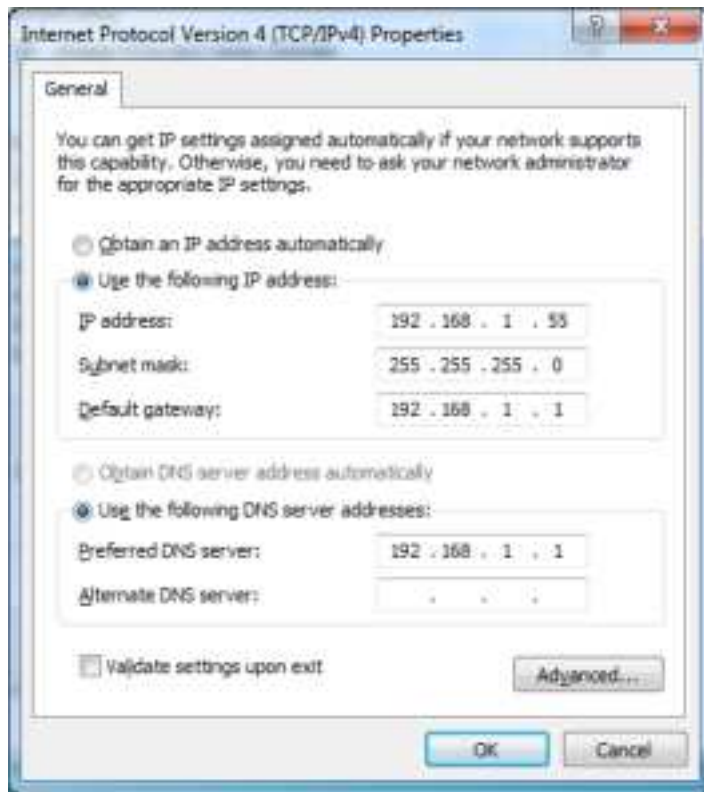 Internet Protocol Version 4 (TCP/IPv4) Properties
General
You can get IP settings assigned automatically if your network supports
this capability. Otherwise, you need to ask your network administrator
for the appropriate IP settings.
Obtain an IP address automatically
Use the following IP address:
IP address: 192 . 168 . 1 . 55
Subnet mask: 255 . 255 . 255 . 0
Default gateway: 192 . 168 . 1 . 1
Obtain DNS server address automatically
Use the following DNS server addresses:
Preferred DNS server: 192 . 168 . 1 . 1
Alternate DNS server: . . .
Validate settings upon exit
Advanced...
OK Cancel